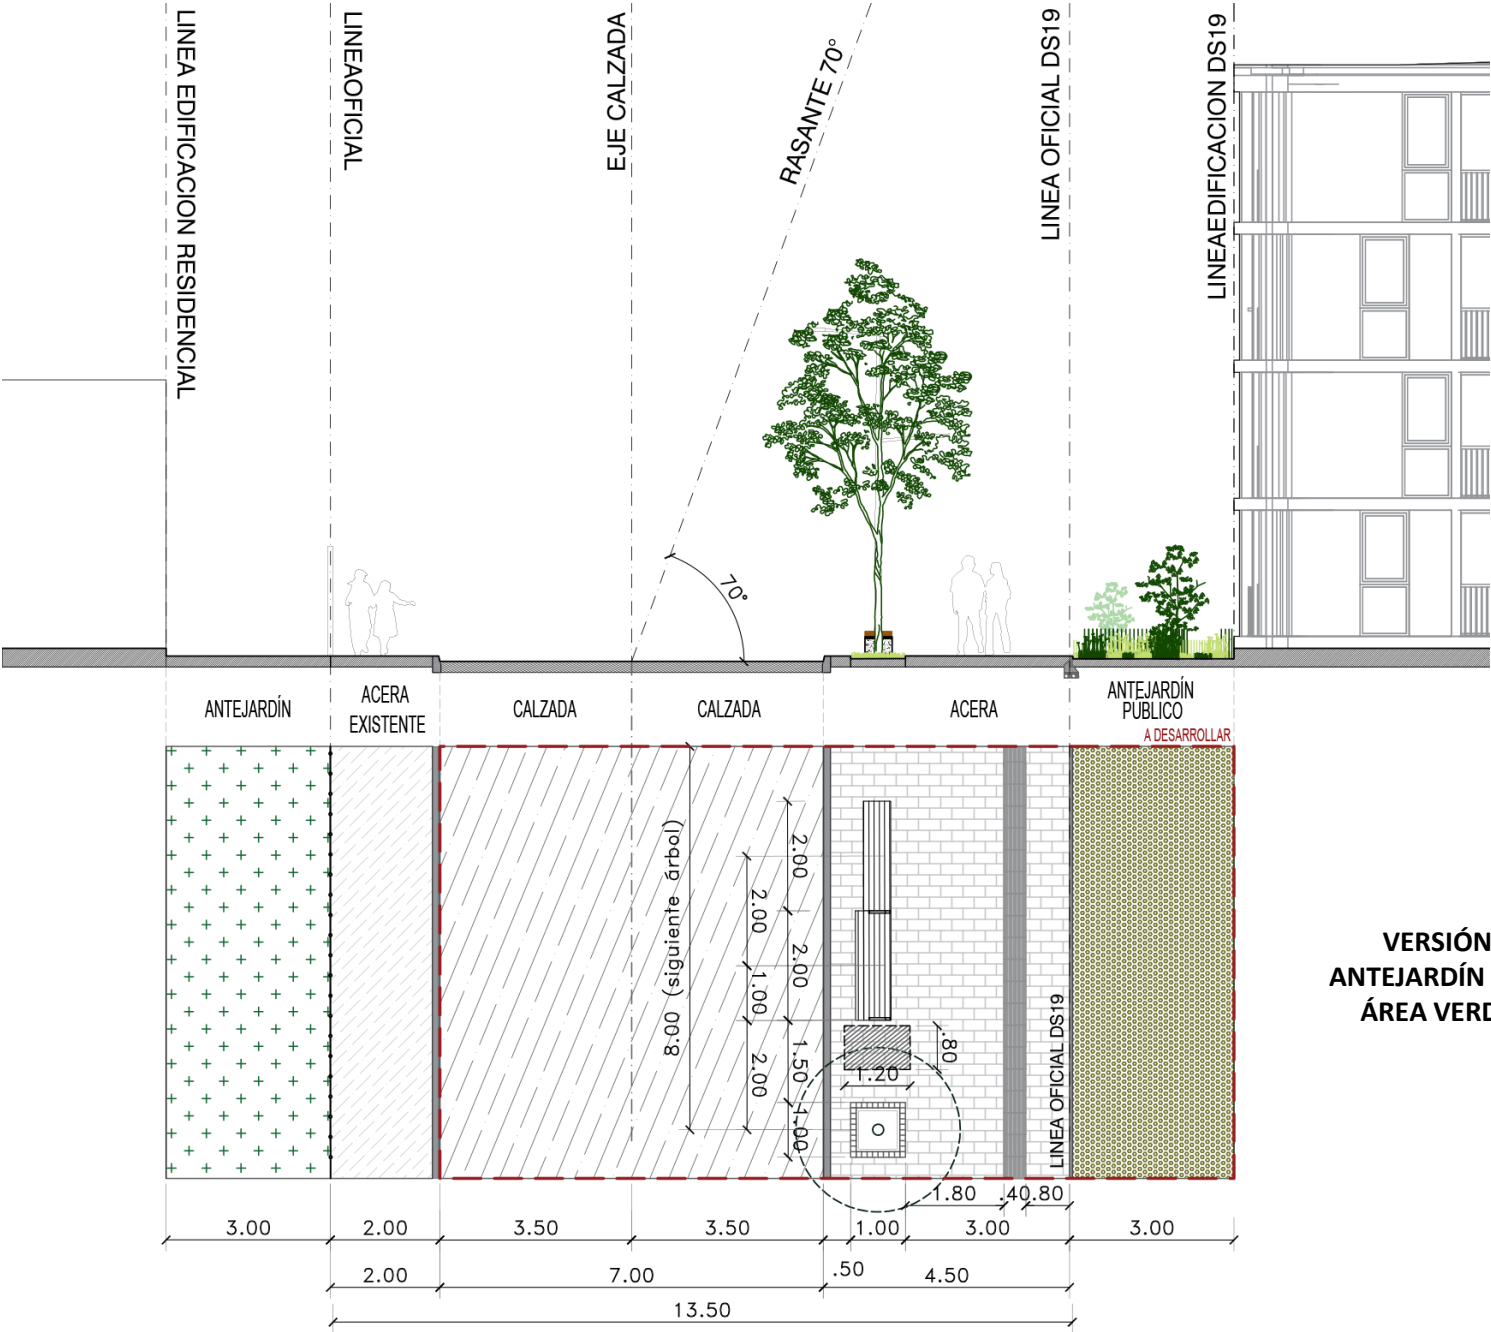 LINEA EDIFICACION RESIDENCIAL
LINEAOFICIAL
EJE CALZADA
RASANTE 70°
LINEA OFICIAL DS19
LINEAEDIFICACION DS19
70°
ANTEJARDÍN
ACERA
EXISTENTE
CALZADA
CALZADA
ACERA
ANTEJARDÍN
PÚBLICO
A DESARROLLAR
8.00 (siguiente árbol)
2.00
1.00
2.00
2.00
2.00
1.50
1.00
.80
1.20
LINEA OFICIAL DS19
VERSIÓN
ANTEJARDÍN
ÁREA VERD
1.80 .40 .80
3.00 2.00 3.50 3.50 1.00 3.00 3.00
2.00 7.00 .50 4.50
13.50